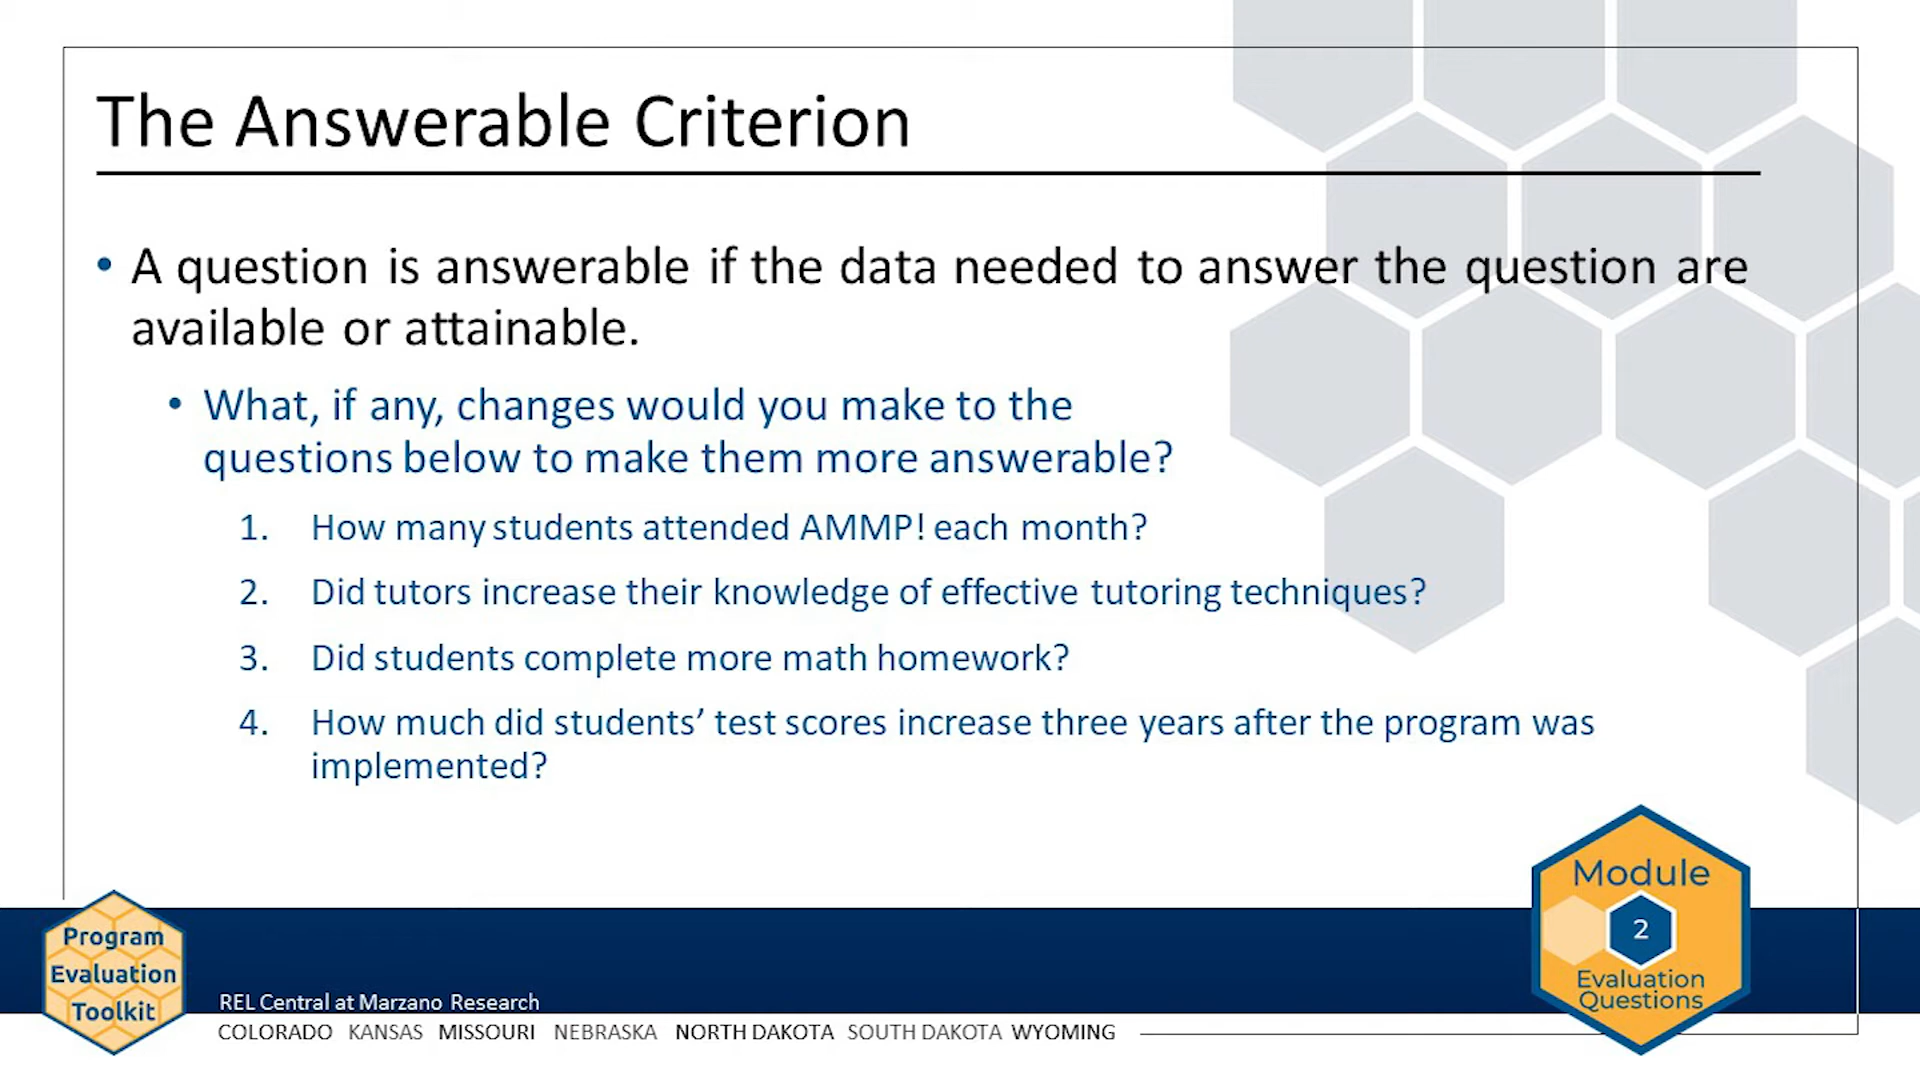 The Answerable Criterion
• A question is answerable if the data needed to answer the question are
available or attainable.
• What, if any, changes would you make to the
questions below to make them more answerable?
1. How many students attended AMMP! each month?
2. Did tutors increase their knowledge of effective tutoring techniques?
3. Did students complete more math homework?
4. How much did students’ test scores increase three years after the program was
implemented?
Module
2
Evaluation
Questions
Program
Evaluation
Toolkit
REL Central at Marzano Research
COLORADO KANSAS MISSOURI NEBRASKA NORTH DAKOTA SOUTH DAKOTA WYOMING